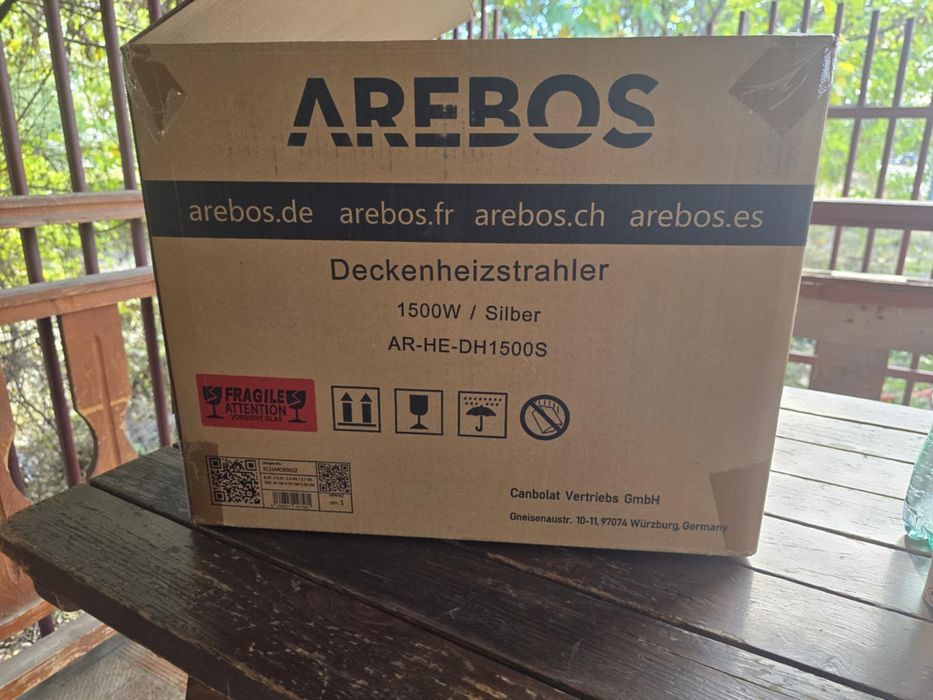 AREBOS
arebos.de arebos.fr arebos.ch arebos.es
Deckenheizstrahler
1500W / Silber
AR-HE-DH1500S
FRAGILE
ATTENTION
VORSICHT GLAS
Canbolat Vertriebs GmbH
Gneisenaustr. 10-11, 97074 Würzburg, Germany